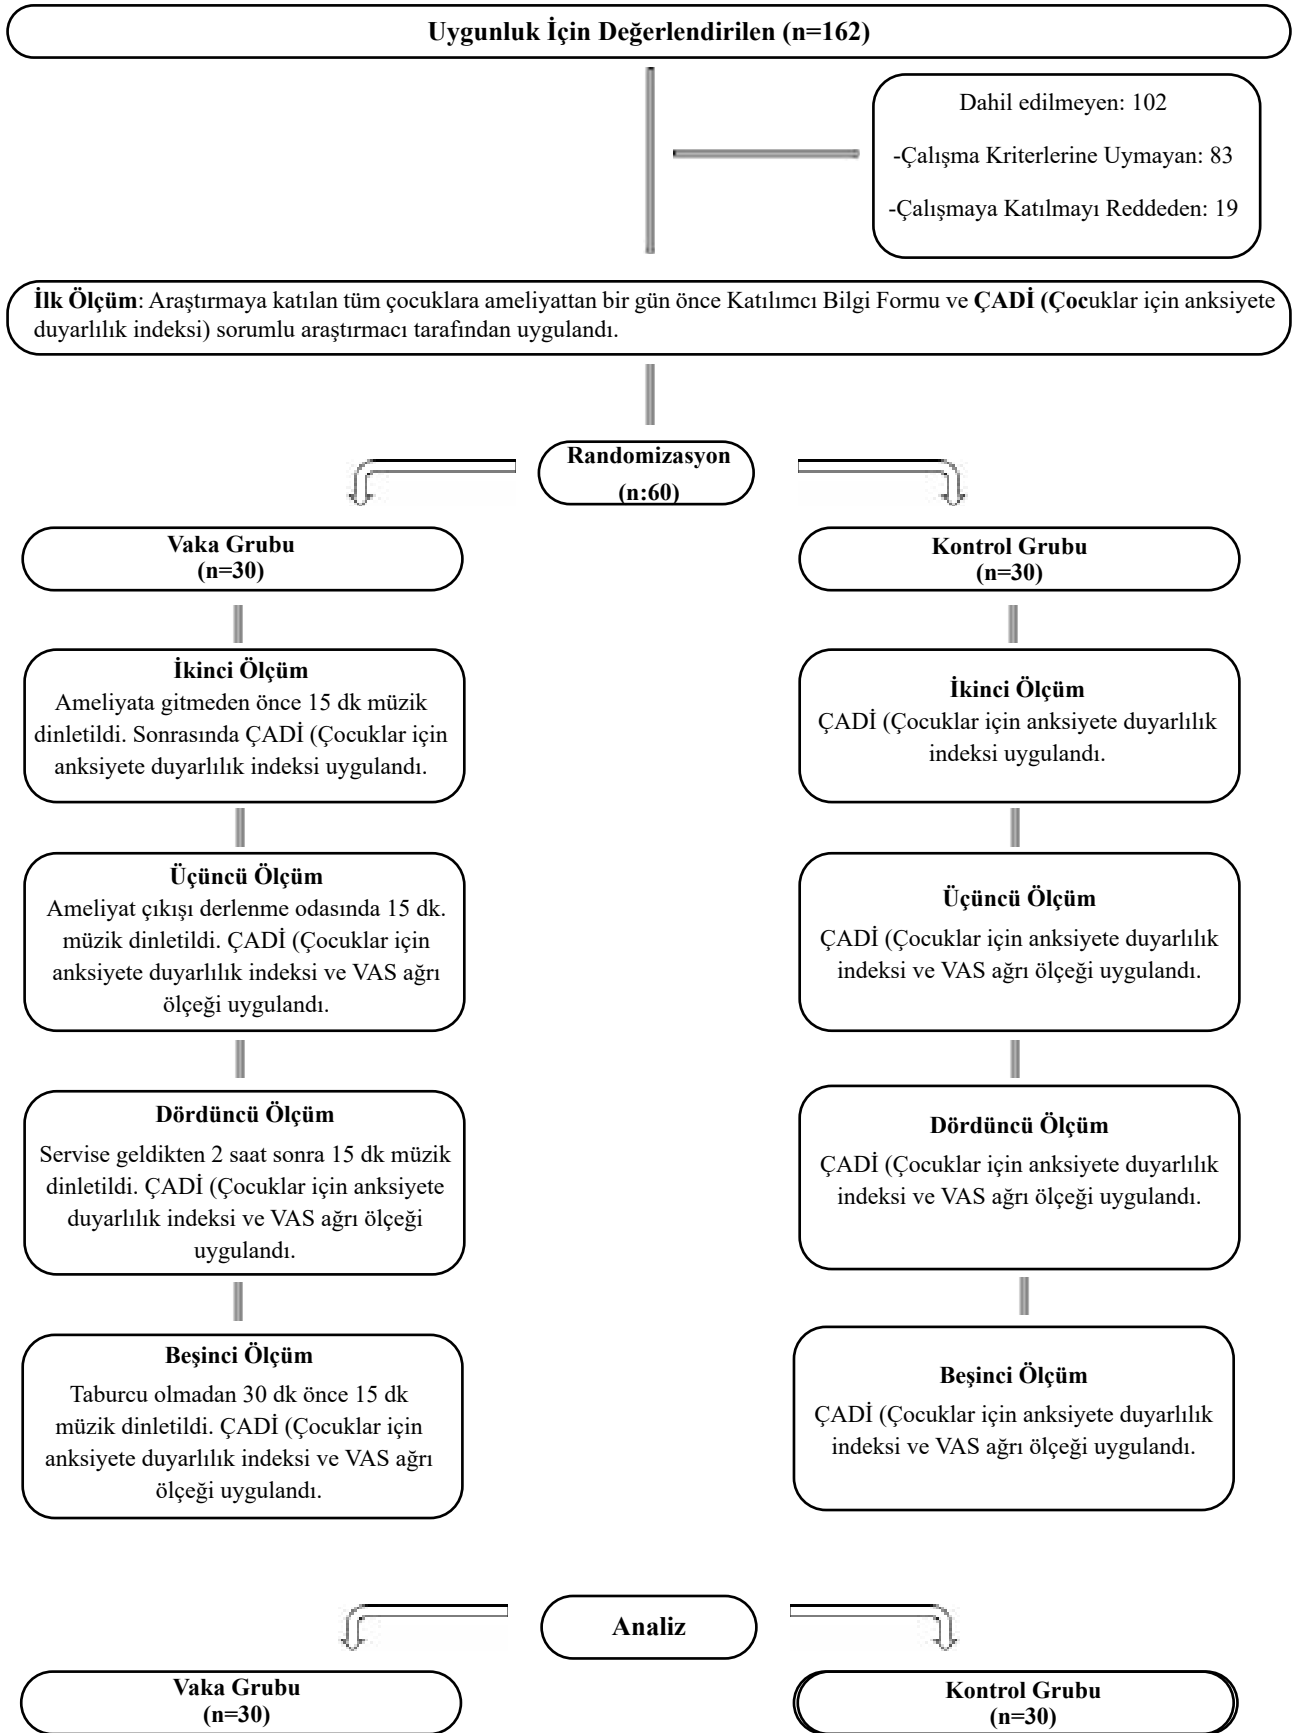 Uygunluk İçin Değerlendirilen (n=162)
Dahil edilmeyen: 102
-Çalışma Kriterlerine Uymayan: 83
-Çalışmaya Katılmayı Reddeden: 19
İlk Ölçüm: Araştırmaya katılan tüm çocuklara ameliyattan bir gün önce Katılımcı Bilgi Formu ve ÇADİ (Çocuklar için anksiyete
duyarlılık indeksi) sorumlu araştırmacı tarafından uygulandı.
Randomizasyon
(n:60)
Vaka Grubu
(n=30)
İkinci Ölçüm
Ameliyata gitmeden önce 15 dk müzik
dinletildi. Sonrasında ÇADİ (Çocuklar için
anksiyete duyarlılık indeksi uygulandı.
Üçüncü Ölçüm
Ameliyat çıkışı derlenme odasında 15 dk.
müzik dinletildi. ÇADİ (Çocuklar için
anksiyete duyarlılık indeksi ve VAS ağrı
ölçeği uygulandı.
Dördüncü Ölçüm
Servise geldikten 2 saat sonra 15 dk müzik
dinletildi. ÇADİ (Çocuklar için anksiyete
duyarlılık indeksi ve VAS ağrı ölçeği
uygulandı.
Beşinci Ölçüm
Taburcu olmadan 30 dk önce 15 dk
müzik dinletildi. ÇADİ (Çocuklar için
anksiyete duyarlılık indeksi ve VAS ağrı
ölçeği uygulandı.
Kontrol Grubu
(n=30)
İkinci Ölçüm
ÇADİ (Çocuklar için anksiyete duyarlılık
indeksi uygulandı.
Üçüncü Ölçüm
ÇADİ (Çocuklar için anksiyete duyarlılık
indeksi ve VAS ağrı ölçeği uygulandı.
Dördüncü Ölçüm
ÇADİ (Çocuklar için anksiyete duyarlılık
indeksi ve VAS ağrı ölçeği uygulandı.
Beşinci Ölçüm
ÇADİ (Çocuklar için anksiyete duyarlılık
indeksi ve VAS ağrı ölçeği uygulandı.
Analiz
Vaka Grubu
(n=30)
Kontrol Grubu
(n=30)